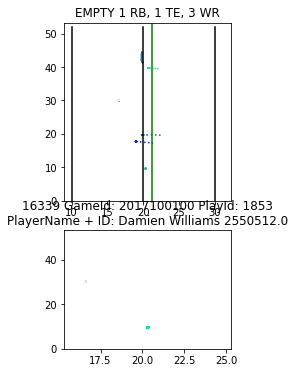 EMPTY 1 RB, 1 TE, 3 WR
50
40
30
20
10
0
10 15 20 25 30
16339 GameId: 2017100100 PlayId: 1853
PlayerName + ID: Damien Williams 2550512.0
40
20
0
17.5 20.0 22.5 25.0